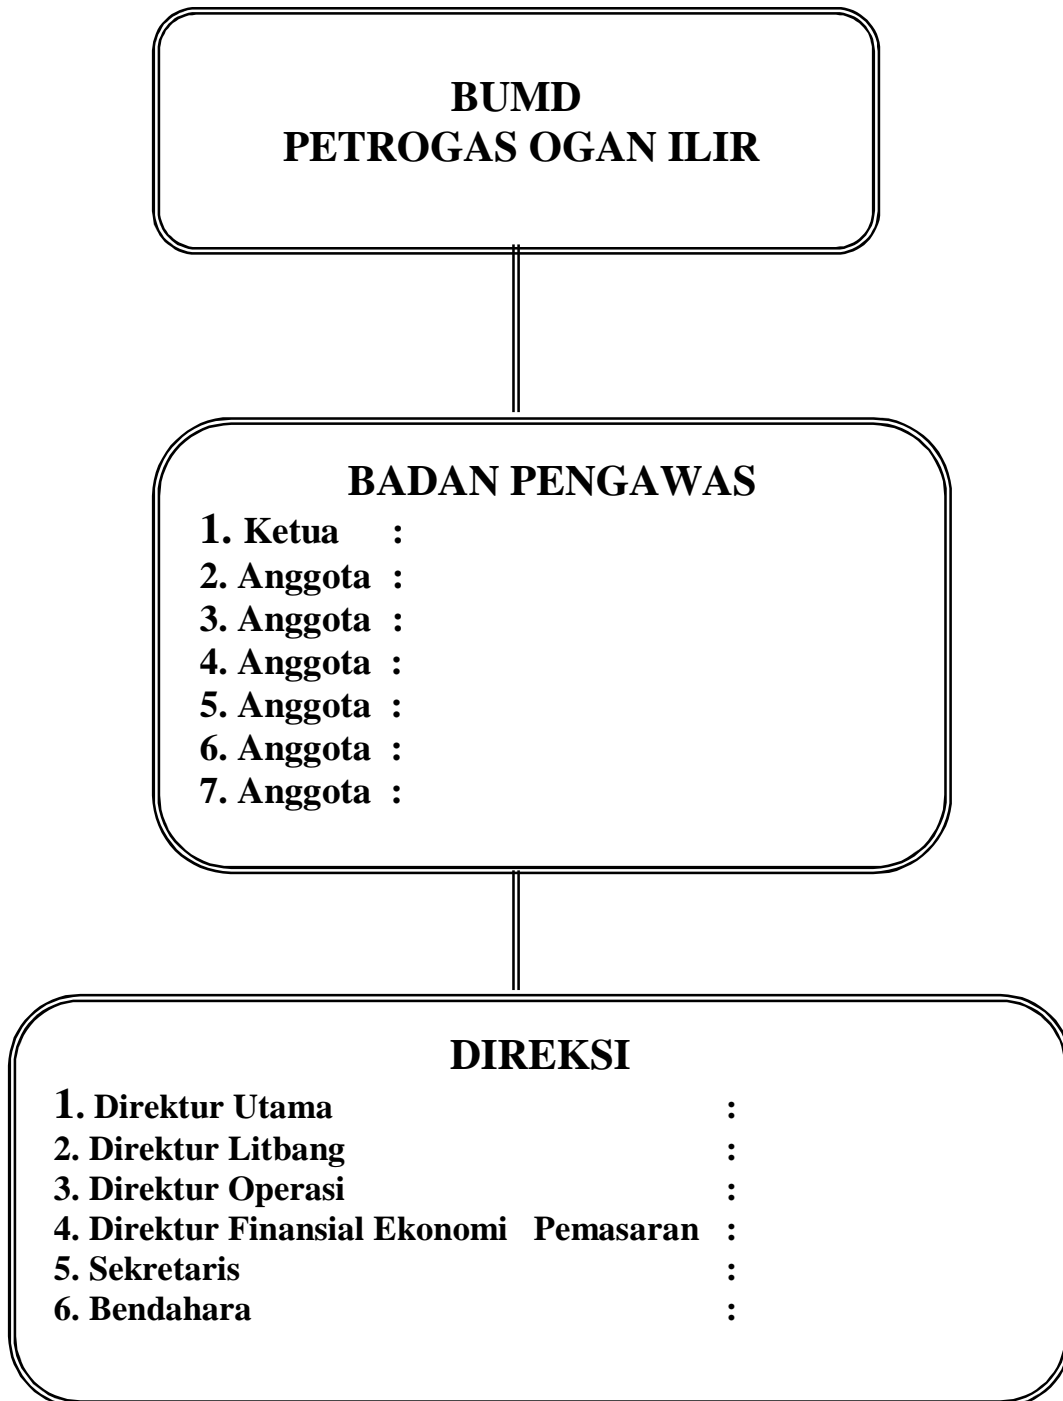 BUMD
PETROGAS OGAN ILIR
BADAN PENGAWAS
1. Ketua :
2. Anggota :
3. Anggota :
4. Anggota :
5. Anggota :
6. Anggota :
7. Anggota :
DIREKSI
1. Direktur Utama :
2. Direktur Litbang :
3. Direktur Operasi :
4. Direktur Finansial Ekonomi Pemasaran :
5. Sekretaris :
6. Bendahara :